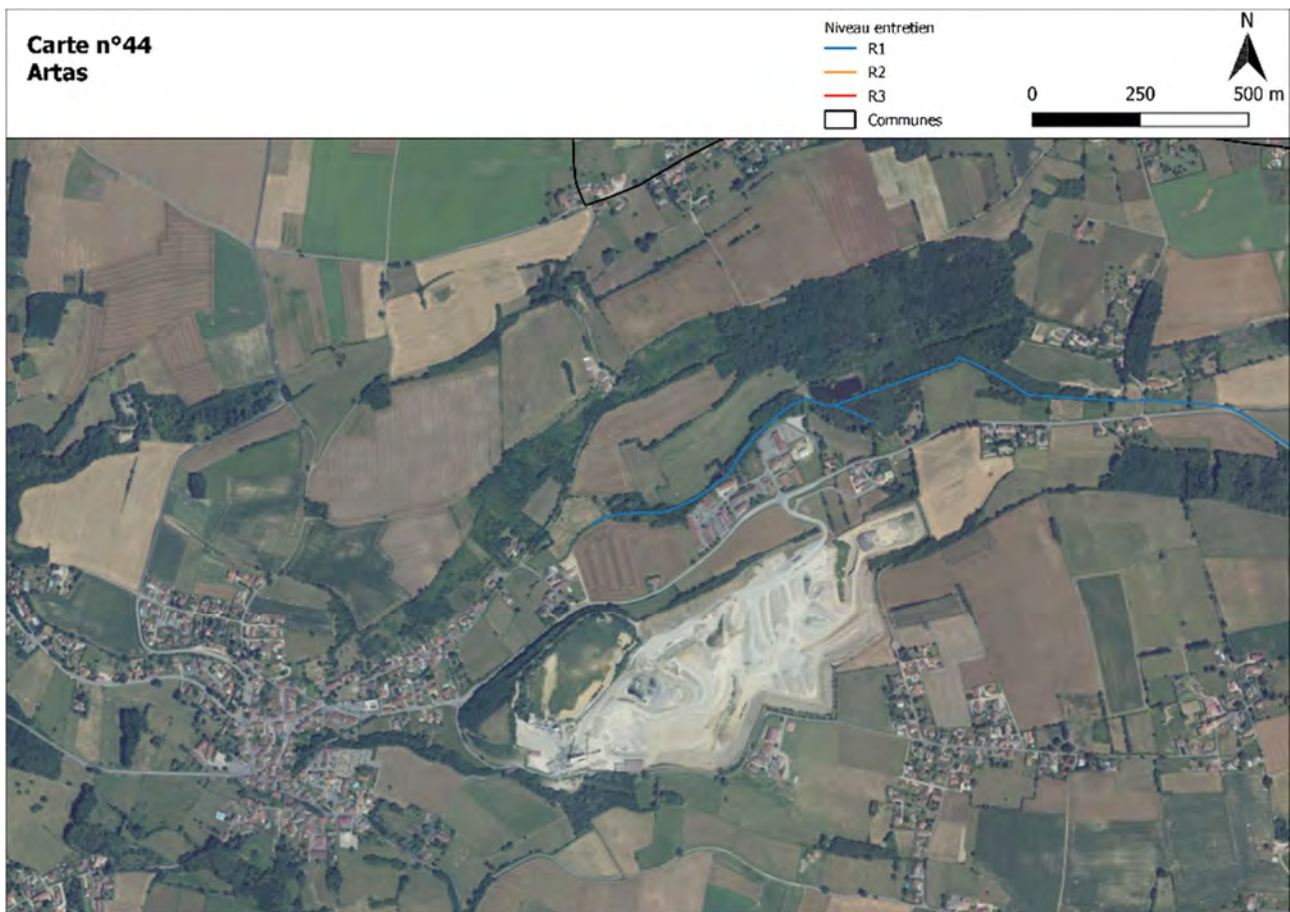 Carte n°44
Artas
Niveau entretien
R1
R2
R3
Communes
N
0 250 500 m